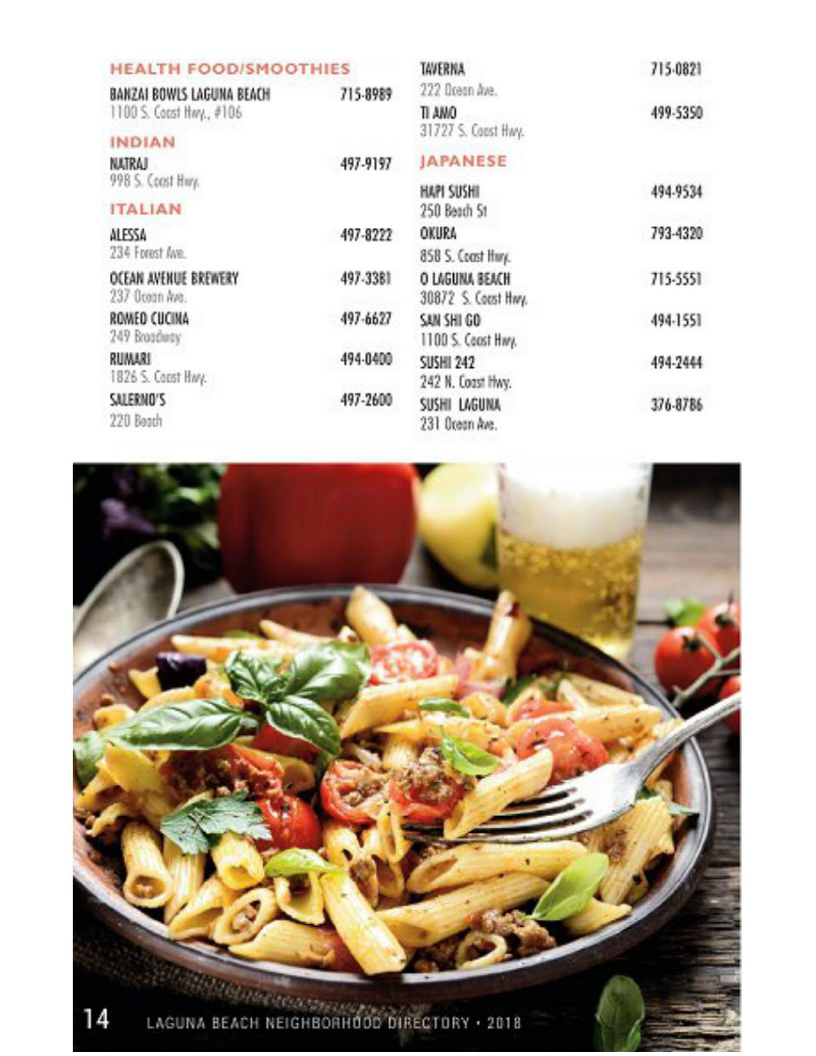 HEALTH FOOD/SMOOTHIES
BANZAI BOWLS LAGUNA BEACH 715-8989
1100 S. Coast Hwy., #106
INDIAN
NATRAJ 497-9197
998 S. Coast Hwy.
ITALIAN
ALESSA 497-8222
234 Forest Ave.
OCEAN AVENUE BREWERY 497-3381
237 Ocean Ave.
ROMEO CUCINA 497-6627
249 Broadway
RUMARI 494-0400
1826 S. Coast Hwy.
SALERNO'S 497-2600
220 Beach
TAVERNA 715-0821
222 Ocean Ave.
TI AMO 499-5350
31727 S. Coast Hwy.
JAPANESE
HAPI SUSHI 494-9534
250 Beach St
OKURA 793-4320
858 S. Coast Hwy.
O LAGUNA BEACH 715-5551
30872 S. Coast Hwy.
SAN SHI GO 494-1551
1100 S. Coast Hwy.
SUSHI 242 494-2444
242 N. Coast Hwy.
SUSHI LAGUNA 376-8786
231 Ocean Ave.
14 LAGUNA BEACH NEIGHBORHOOD DIRECTORY • 2018